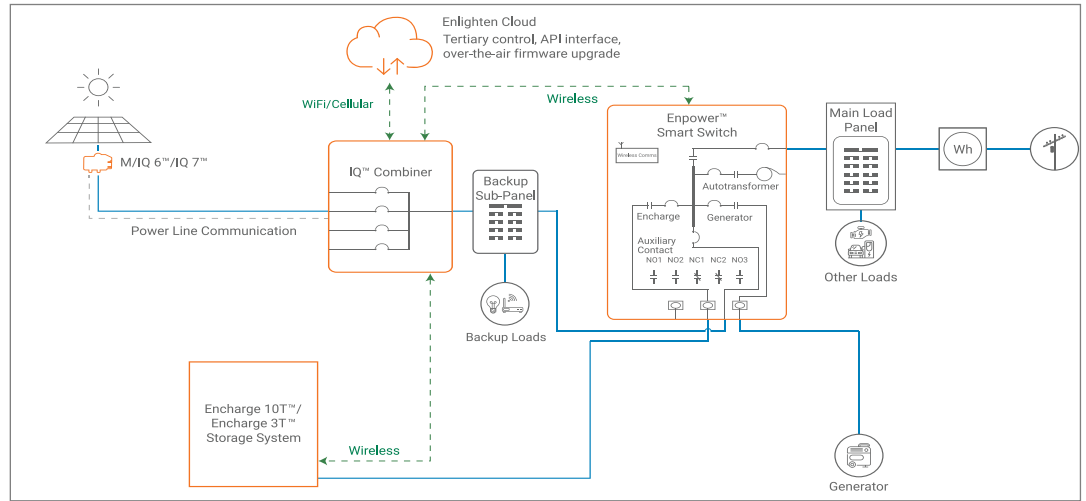 Enlighten Cloud
Tertiary control, API interface,
over-the-air firmware upgrade
WiFi/Cellular
Wireless
M/IQ 6™/IQ 7™
Power Line Communication
IQ™ Combiner
Backup
Sub-Panel
Backup Loads
Enpower™
Smart Switch
Wireless Comms
Autotransformer
Encharge
Generator
Auxiliary
Contact
NO1 NO2 NC1 NC2 NO3
Main Load
Panel
Wh
Other Loads
Encharge 10T™/
Encharge 3T™
Storage System
Wireless
Generator